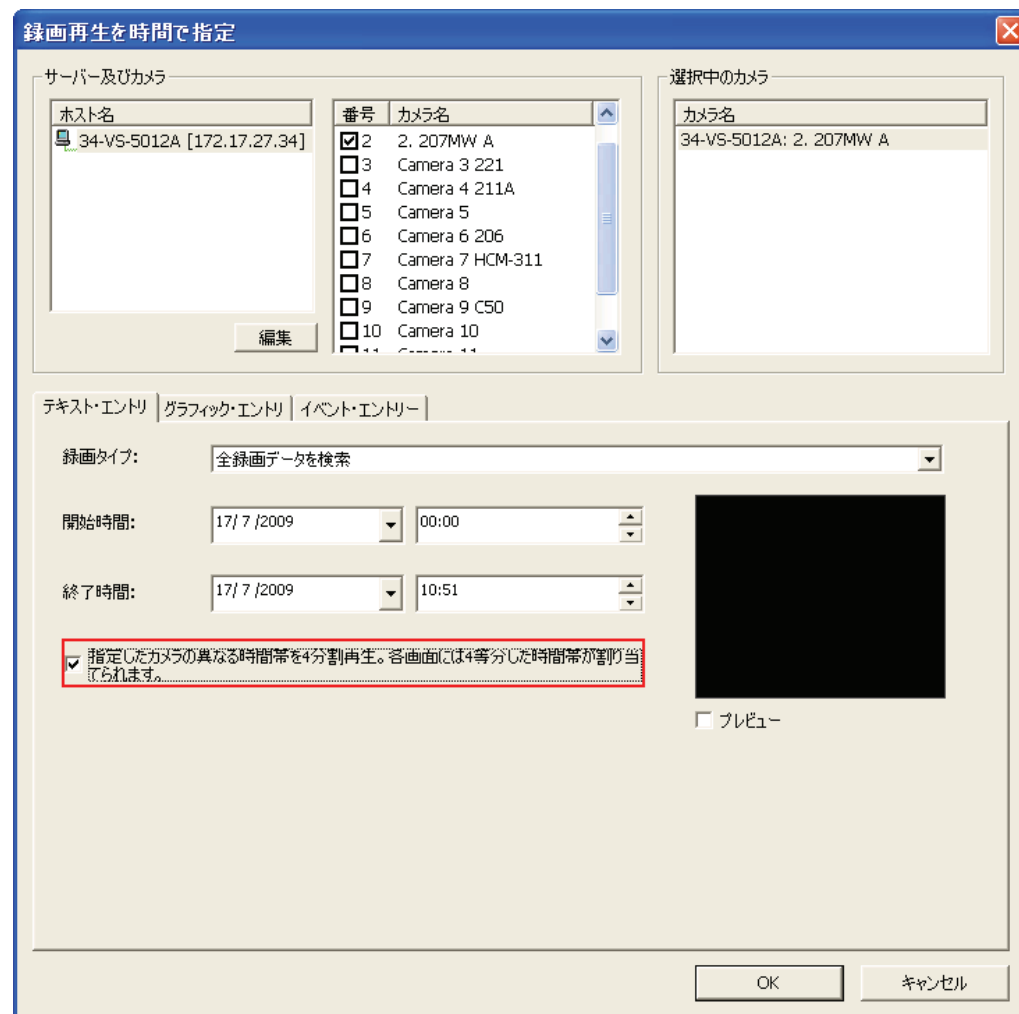 録画再生を時間で指定
サーバー及びカメラ
ホスト名
34-VS-5012A [172.17.27.34]
編集
番号 カメラ名
2 2. 207MW A
3 Camera 3 221
4 Camera 4 211A
5 Camera 5
6 Camera 6 206
7 Camera 7 HCM-311
8 Camera 8
9 Camera 9 C50
10 Camera 10
選択中のカメラ
カメラ名
34-VS-5012A: 2. 207MW A
テキスト・エントリ グラフィック・エントリ イベント・エントリー
録画タイプ: 全録画データを検索
開始時間: 17/ 7 /2009 00:00
終了時間: 17/ 7 /2009 10:51
指定したカメラの異なる時間帯を4分割再生。各画面には4等分した時間帯が割り当
てられます。
プレビュー
OK キャンセル